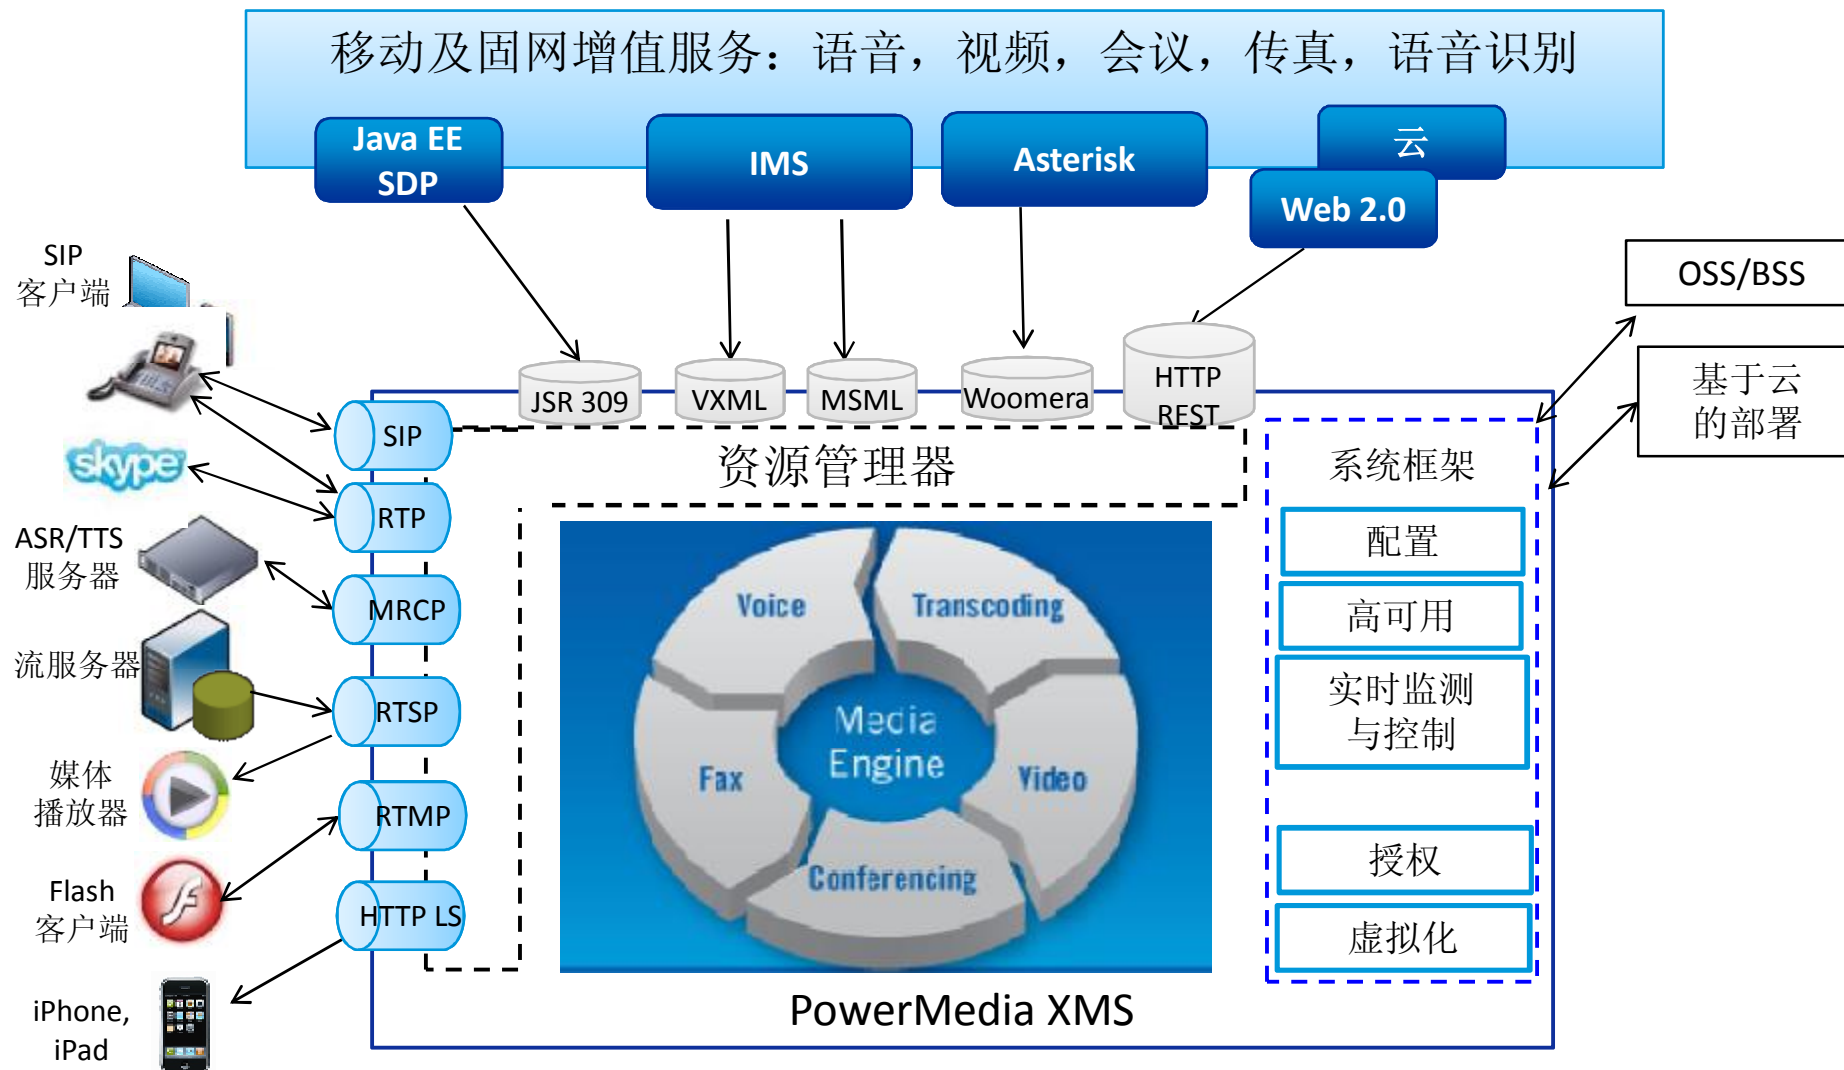 移动及固网增值服务：语音，视频，会议，传真，语音识别
Java EE
SDP
IMS
Asterisk
云
Web 2.0
SIP
客户端
OSS/BSS
基于云
的部署
JSR 309
VXML
MSML
Woomera
HTTP
REST
SIP
资源管理器
系统框架
skype
RTP
ASR/TTS
服务器
MRCP
流服务器
RTSP
媒体
播放器
RTMP
Flash
客户端
HTTP LS
iPhone,
iPad
Voice
Transcoding
Media
Engine
Fax
Video
Conferencing
配置
高可用
实时监测
与控制
授权
虚拟化
PowerMedia XMS